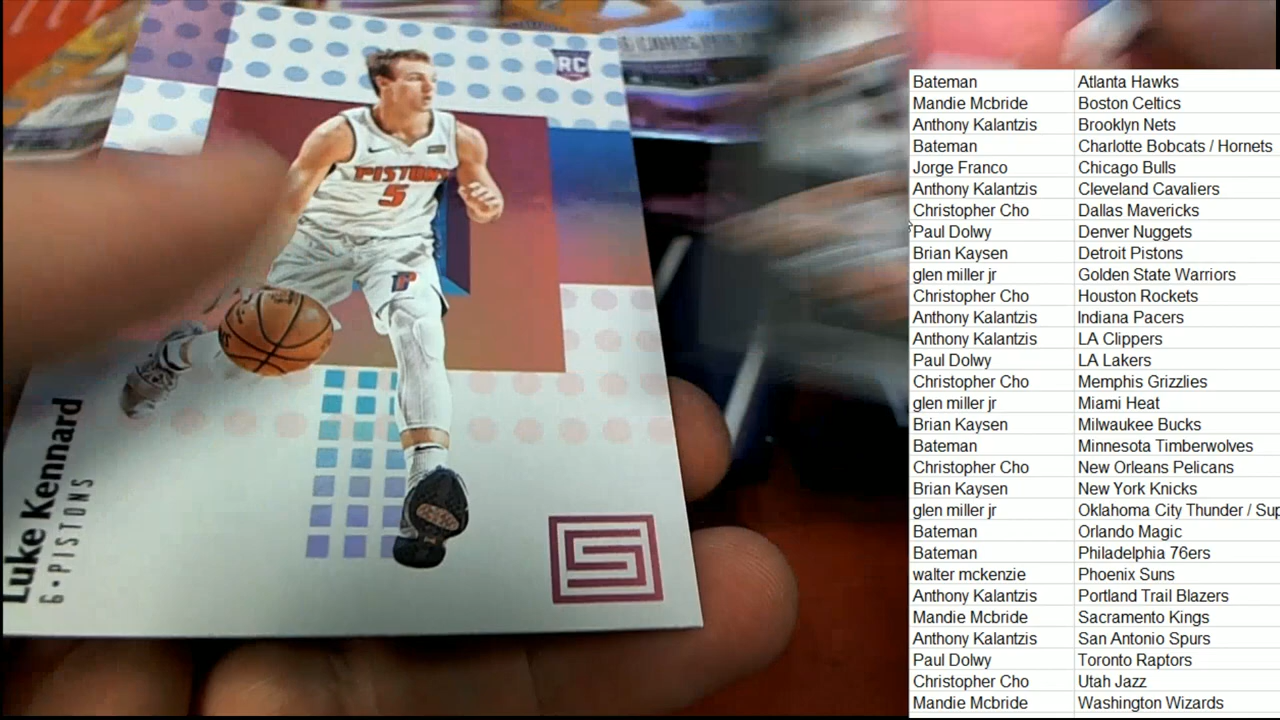 RC
PISTONS
5
Luke Kennard
G • PISTONS
Bateman Atlanta Hawks
Mandie Mcbride Boston Celtics
Anthony Kalantzis Brooklyn Nets
Bateman Charlotte Bobcats / Hornets
Jorge Franco Chicago Bulls
Anthony Kalantzis Cleveland Cavaliers
Christopher Cho Dallas Mavericks
Paul Dolwy Denver Nuggets
Brian Kaysen Detroit Pistons
glen miller jr Golden State Warriors
Christopher Cho Houston Rockets
Anthony Kalantzis Indiana Pacers
Anthony Kalantzis LA Clippers
Paul Dolwy LA Lakers
Christopher Cho Memphis Grizzlies
glen miller jr Miami Heat
Brian Kaysen Milwaukee Bucks
Bateman Minnesota Timberwolves
Christopher Cho New Orleans Pelicans
Brian Kaysen New York Knicks
glen miller jr Oklahoma City Thunder / Sup
Bateman Orlando Magic
Bateman Philadelphia 76ers
walter mckenzie Phoenix Suns
Anthony Kalantzis Portland Trail Blazers
Mandie Mcbride Sacramento Kings
Anthony Kalantzis San Antonio Spurs
Paul Dolwy Toronto Raptors
Christopher Cho Utah Jazz
Mandie Mcbride Washington Wizards